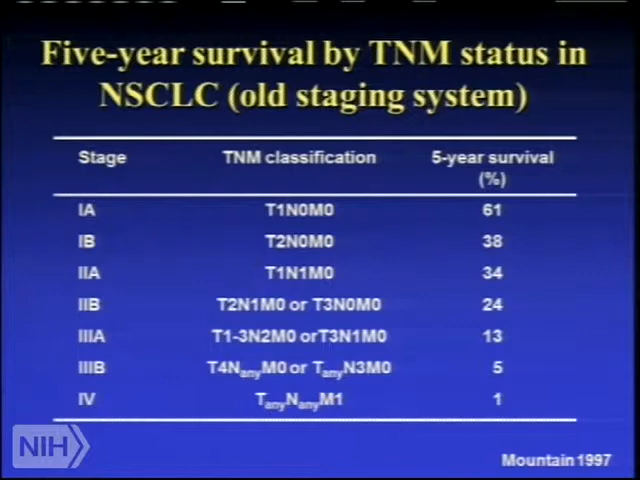 Five-year survival by TNM status in
NSCLC (old staging system)
Stage TNM classification 5-year survival
(%)
IA T1N0M0 61
IB T2N0M0 38
IIA T1N1M0 34
IIB T2N1M0 or T3N0M0 24
IIIA T1-3N2M0 orT3N1M0 13
IIIB T4NanyM0 or TanyN3M0 5
IV TanyNanyM1 1
NIH
Mountain 1997